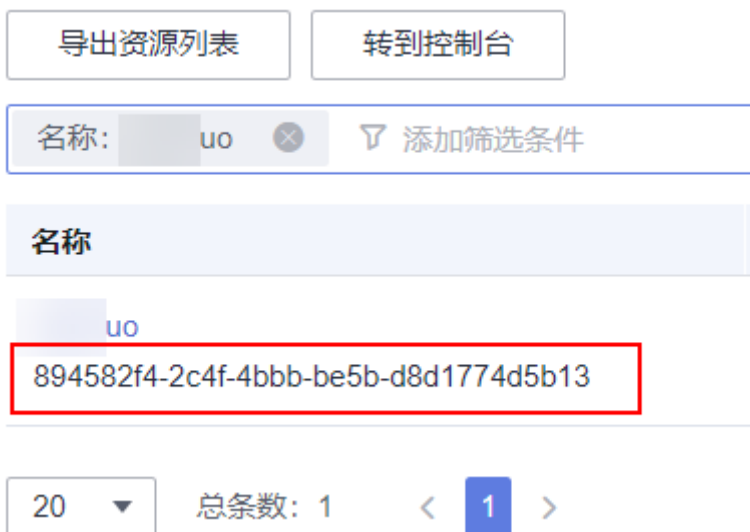 导出资源列表 转到控制台
名称: uo 添加筛选条件
名称
uo
894582f4-2c4f-4bbb-be5b-d8d1774d5b13
20 总条数: 1 < 1 >